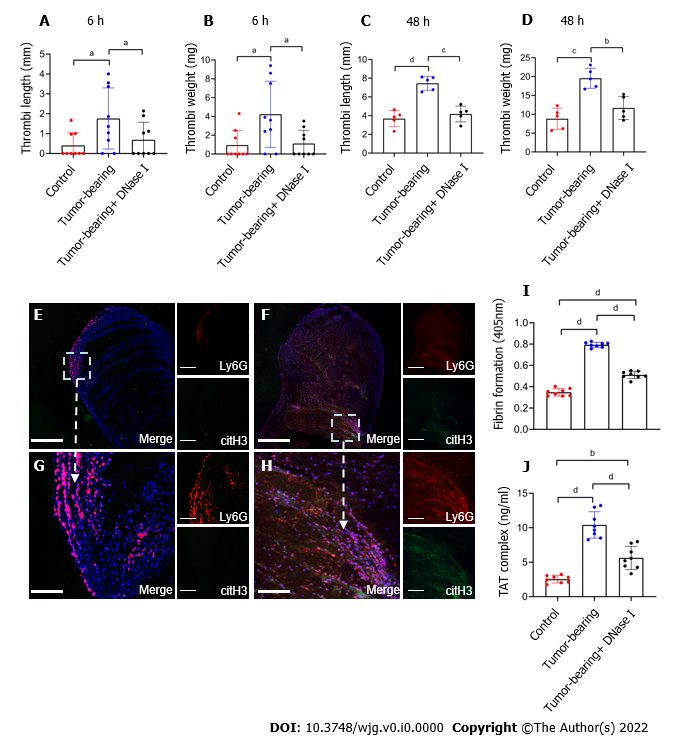 A 6 h
a
a
Thrombi length (mm)
5
4
3
2
1
0
Control
Tumor-bearing
Tumor-bearing+ DNase I
B 6 h
a
a
Thrombi weight (mg)
10
8
6
4
2
0
Control
Tumor-bearing
Tumor-bearing+ DNase I
C 48 h
d
c
Thrombi length (mm)
10
8
6
4
2
0
Control
Tumor-bearing
Tumor-bearing+ DNase I
D 48 h
c
b
Thrombi weight (mg)
30
20
10
0
Control
Tumor-bearing
Tumor-bearing+ DNase I
E
Merge
Ly6G
citH3
F
Merge
Ly6G
citH3
G
Merge
Ly6G
citH3
H
Merge
Ly6G
citH3
I
d
d
d
Fibrin formation (405nm)
1.0
0.8
0.6
0.4
0.2
0.0
J
b
d
d
TAT complex (ng/ml)
15
10
5
0
Control
Tumor-bearing
Tumor-bearing+ DNase I
DOI: 10.3748/wjg.v0.i0.0000 Copyright ©The Author(s) 2022